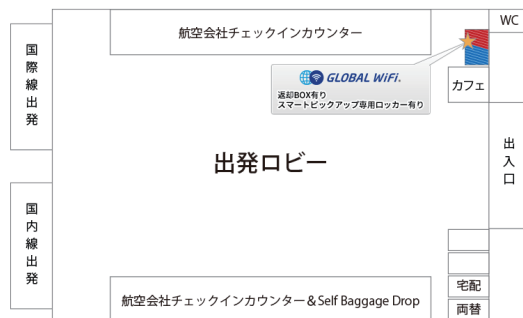 航空会社チェックインカウンター
WC
国際線出発
GLOBAL WiFi.
返却BOX有り
スマートピックアップ専用ロッカー有り
カフェ
出入口
出発ロビー
国内線出発
航空会社チェックインカウンター＆Self Baggage Drop
宅配
両替